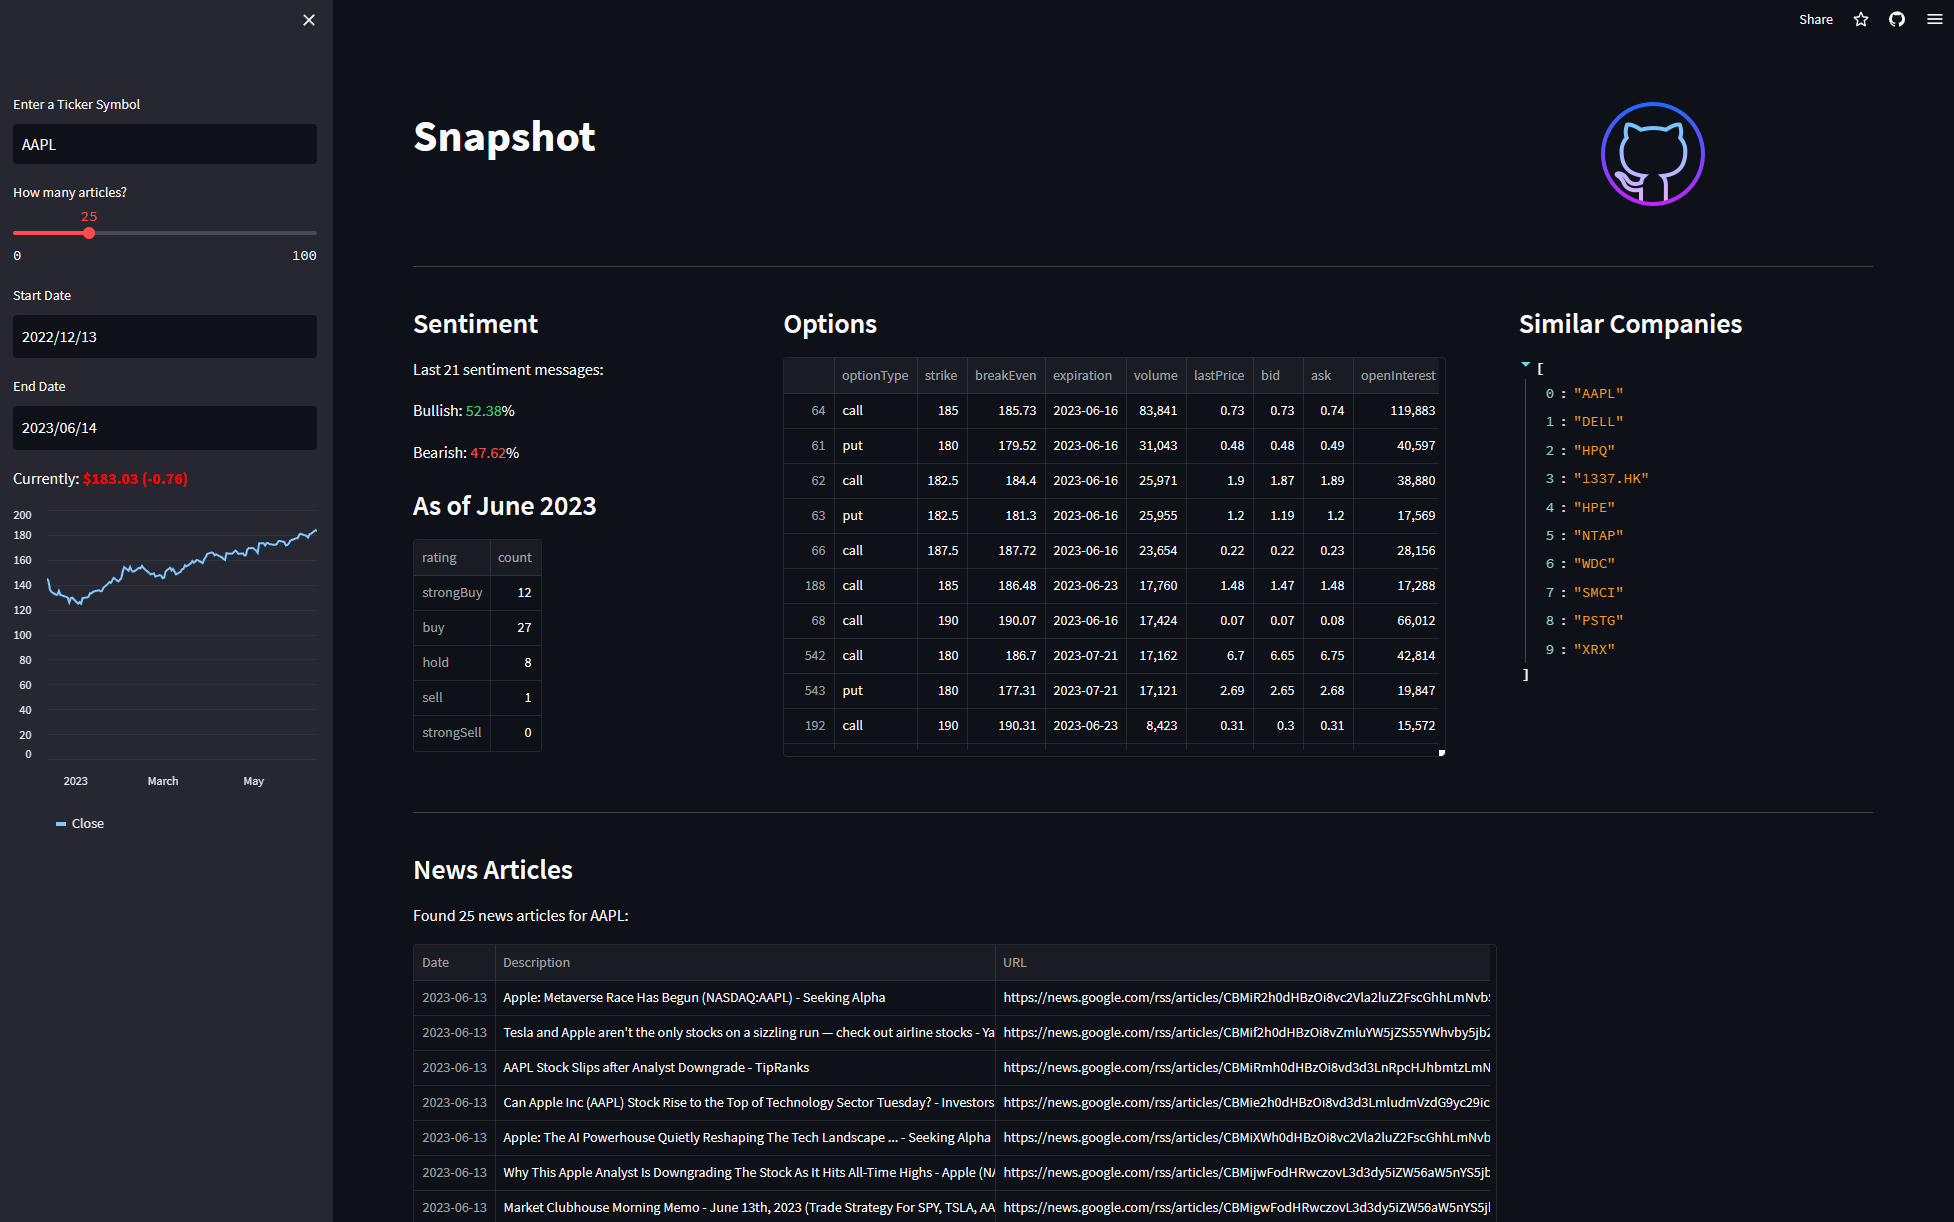 Share
Enter a Ticker Symbol
AAPL
How many articles?
25
0 100
Start Date
2022/12/13
End Date
2023/06/14
Currently: $183.03 (-0.76)
200
180
160
140
120
100
80
60
40
20
0
2023 March May
Close
Snapshot
Sentiment
Last 21 sentiment messages:
Bullish: 52.38%
Bearish: 47.62%
As of June 2023
rating count
strongBuy 12
buy 27
hold 8
sell 1
strongSell 0
Options
optionType strike breakEven expiration volume lastPrice bid ask openInterest
64 call 185 185.73 2023-06-16 83,841 0.73 0.73 0.74 119,883
61 put 180 179.52 2023-06-16 31,043 0.48 0.48 0.49 40,597
62 call 182.5 184.4 2023-06-16 25,971 1.9 1.87 1.89 38,880
63 put 182.5 181.3 2023-06-16 25,955 1.2 1.19 1.2 17,569
66 call 187.5 187.72 2023-06-16 23,654 0.22 0.22 0.23 28,156
188 call 185 186.48 2023-06-23 17,760 1.48 1.47 1.48 17,288
68 call 190 190.07 2023-06-16 17,424 0.07 0.07 0.08 66,012
542 call 180 186.7 2023-07-21 17,162 6.7 6.65 6.75 42,814
543 put 180 177.31 2023-07-21 17,121 2.69 2.65 2.68 19,847
192 call 190 190.31 2023-06-23 8,423 0.31 0.3 0.31 15,572
Similar Companies
[
0 : "AAPL"
1 : "DELL"
2 : "HPQ"
3 : "1337.HK"
4 : "HPE"
5 : "NTAP"
6 : "WDC"
7 : "SMCI"
8 : "PSTG"
9 : "XRX"
]
News Articles
Found 25 news articles for AAPL:
Date Description URL
2023-06-13 Apple: Metaverse Race Has Begun (NASDAQ:AAPL) - Seeking Alpha https://news.google.com/rss/articles/CBMiR2h0dHBzOi8vc2Vla2luZ2FscGhhLmNvb
2023-06-13 Tesla and Apple aren't the only stocks on a sizzling run — check out airline stocks - Ya https://news.google.com/rss/articles/CBMif2h0dHBzOi8vZmluYW5jZS55YWhvby5jb2
2023-06-13 AAPL Stock Slips after Analyst Downgrade - TipRanks https://news.google.com/rss/articles/CBMiRmh0dHBzOi8vd3d3LnRpcHJhbmtzLmN
2023-06-13 Can Apple Inc (AAPL) Stock Rise to the Top of Technology Sector Tuesday? - Investors https://news.google.com/rss/articles/CBMie2h0dHBzOi8vd3d3LmludmVzdG9yc29ic
2023-06-13 Apple: The AI Powerhouse Quietly Reshaping The Tech Landscape ... - Seeking Alpha https://news.google.com/rss/articles/CBMiXWh0dHBzOi8vc2Vla2luZ2FscGhhLmNvb
2023-06-13 Why This Apple Analyst Is Downgrading The Stock As It Hits All-Time Highs - Apple (NA https://news.google.com/rss/articles/CBMijwFodHRwczovL3d3dy5iZW56aW5nYS5jb
2023-06-13 Market Clubhouse Morning Memo - June 13th, 2023 (Trade Strategy For SPY, TSLA, AA https://news.google.com/rss/articles/CBMigwFodHRwczovL3d3dy5iZW56aW5nYS5j